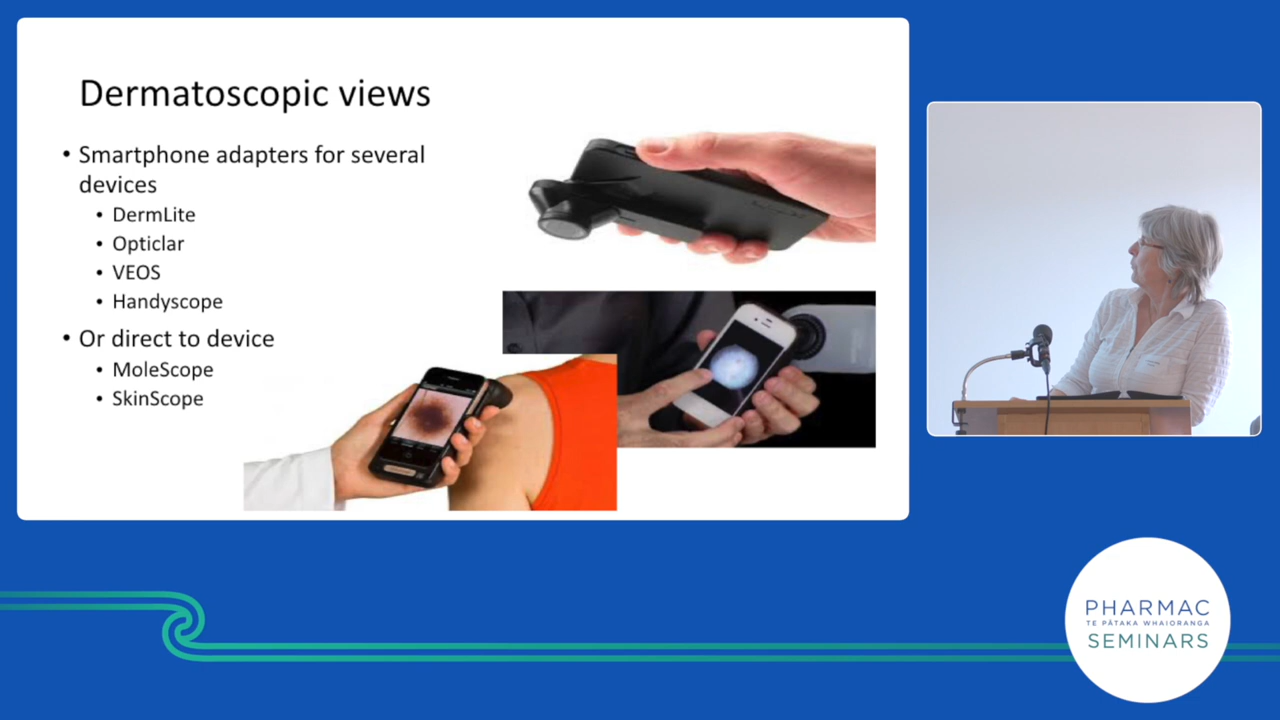 Dermatoscopic views
• Smartphone adapters for several
devices
• DermLite
• Opticlar
• VEOS
• Handyscope
• Or direct to device
• MoleScope
• SkinScope
PHARMAC
TE PĀTAKA WHAIORANGA
SEMINARS